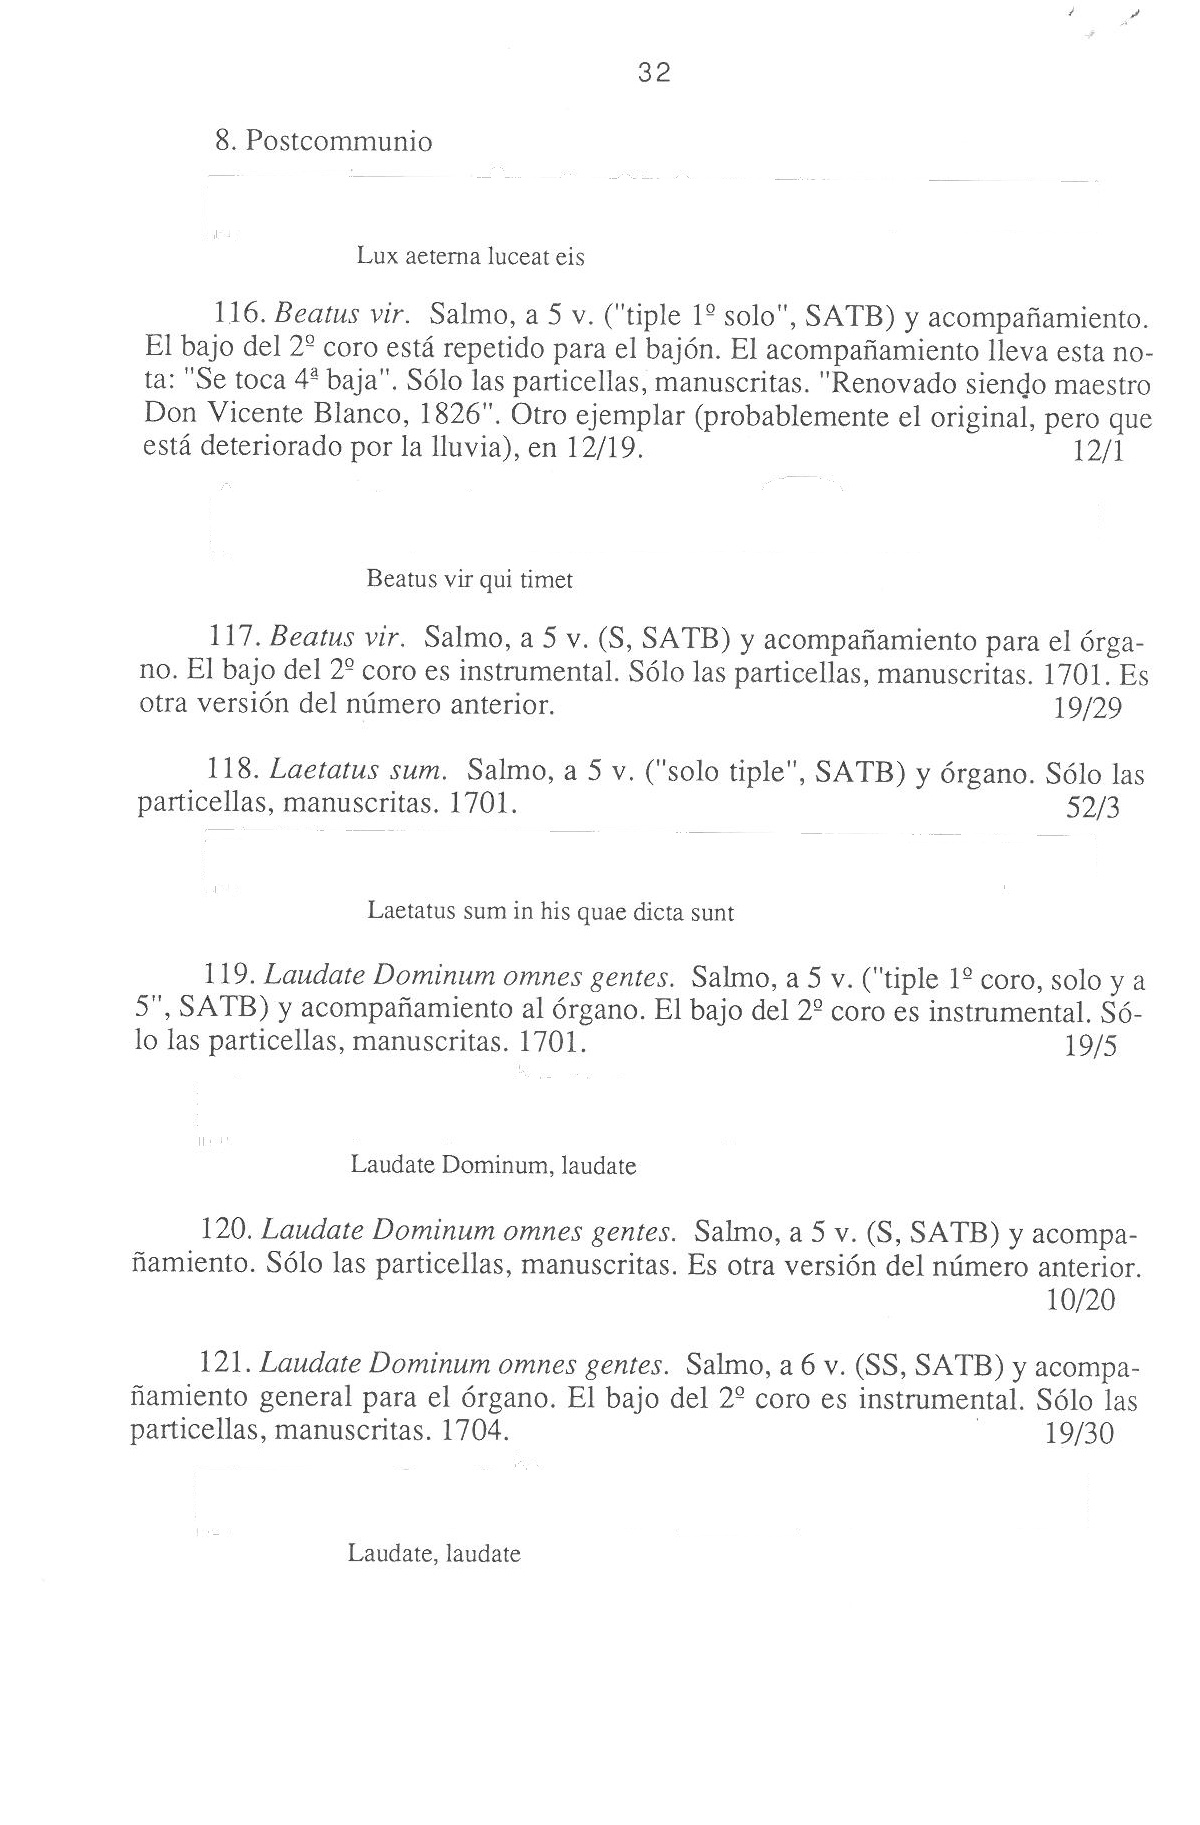 32
8. Postcommunio
Lux aeterna luceat eis
116. Beatus vir. Salmo, a 5 v. ("tiple 1º solo", SATB) y acompañamiento.
El bajo del 2º coro está repetido para el bajón. El acompañamiento lleva esta no-
ta: "Se toca 4ª baja". Sólo las particellas, manuscritas. "Renovado siendo maestro
Don Vicente Blanco, 1826". Otro ejemplar (probablemente el original, pero que
está deteriorado por la lluvia), en 12/19. 12/1
Beatus vir qui timet
117. Beatus vir. Salmo, a 5 v. (S, SATB) y acompañamiento para el órga-
no. El bajo del 2º coro es instrumental. Sólo las particellas, manuscritas. 1701. Es
otra versión del número anterior. 19/29
118. Laetatus sum. Salmo, a 5 v. ("solo tiple", SATB) y órgano. Sólo las
particellas, manuscritas. 1701. 52/3
Laetatus sum in his quae dicta sunt
119. Laudate Dominum omnes gentes. Salmo, a 5 v. ("tiple 1º coro, solo y a
5", SATB) y acompañamiento al órgano. El bajo del 2º coro es instrumental. Só-
lo las particellas, manuscritas. 1701. 19/5
Laudate Dominum, laudate
120. Laudate Dominum omnes gentes. Salmo, a 5 v. (S, SATB) y acompa-
ñamiento. Sólo las particellas, manuscritas. Es otra versión del número anterior.
10/20
121. Laudate Dominum omnes gentes. Salmo, a 6 v. (SS, SATB) y acompa-
ñamiento general para el órgano. El bajo del 2º coro es instrumental. Sólo las
particellas, manuscritas. 1704. 19/30
Laudate, laudate